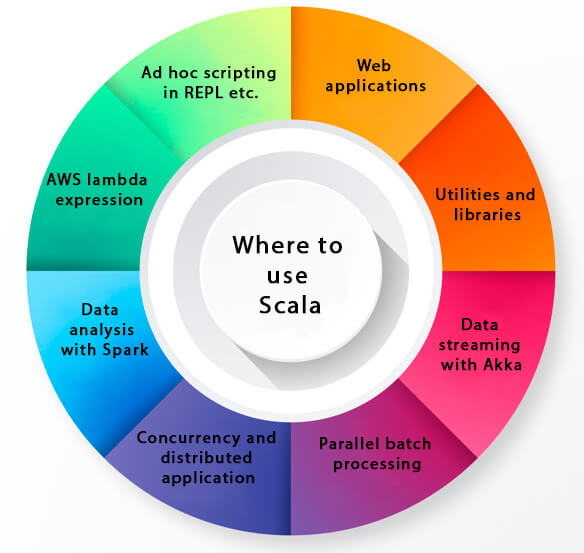 Where to
use
Scala
Web
applications
Utilities and
libraries
Data
streaming
with Akka
Parallel batch
processing
Concurrency and
distributed
application
Data
analysis
with Spark
AWS lambda
expression
Ad hoc scripting
in REPL etc.